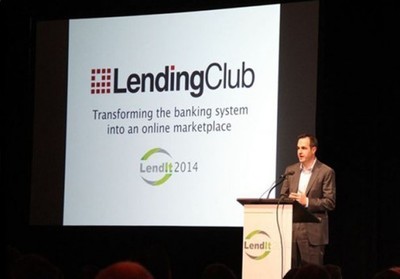 LendingClub
Transforming the banking system
into an online marketplace
LendIt 2014
LendIt